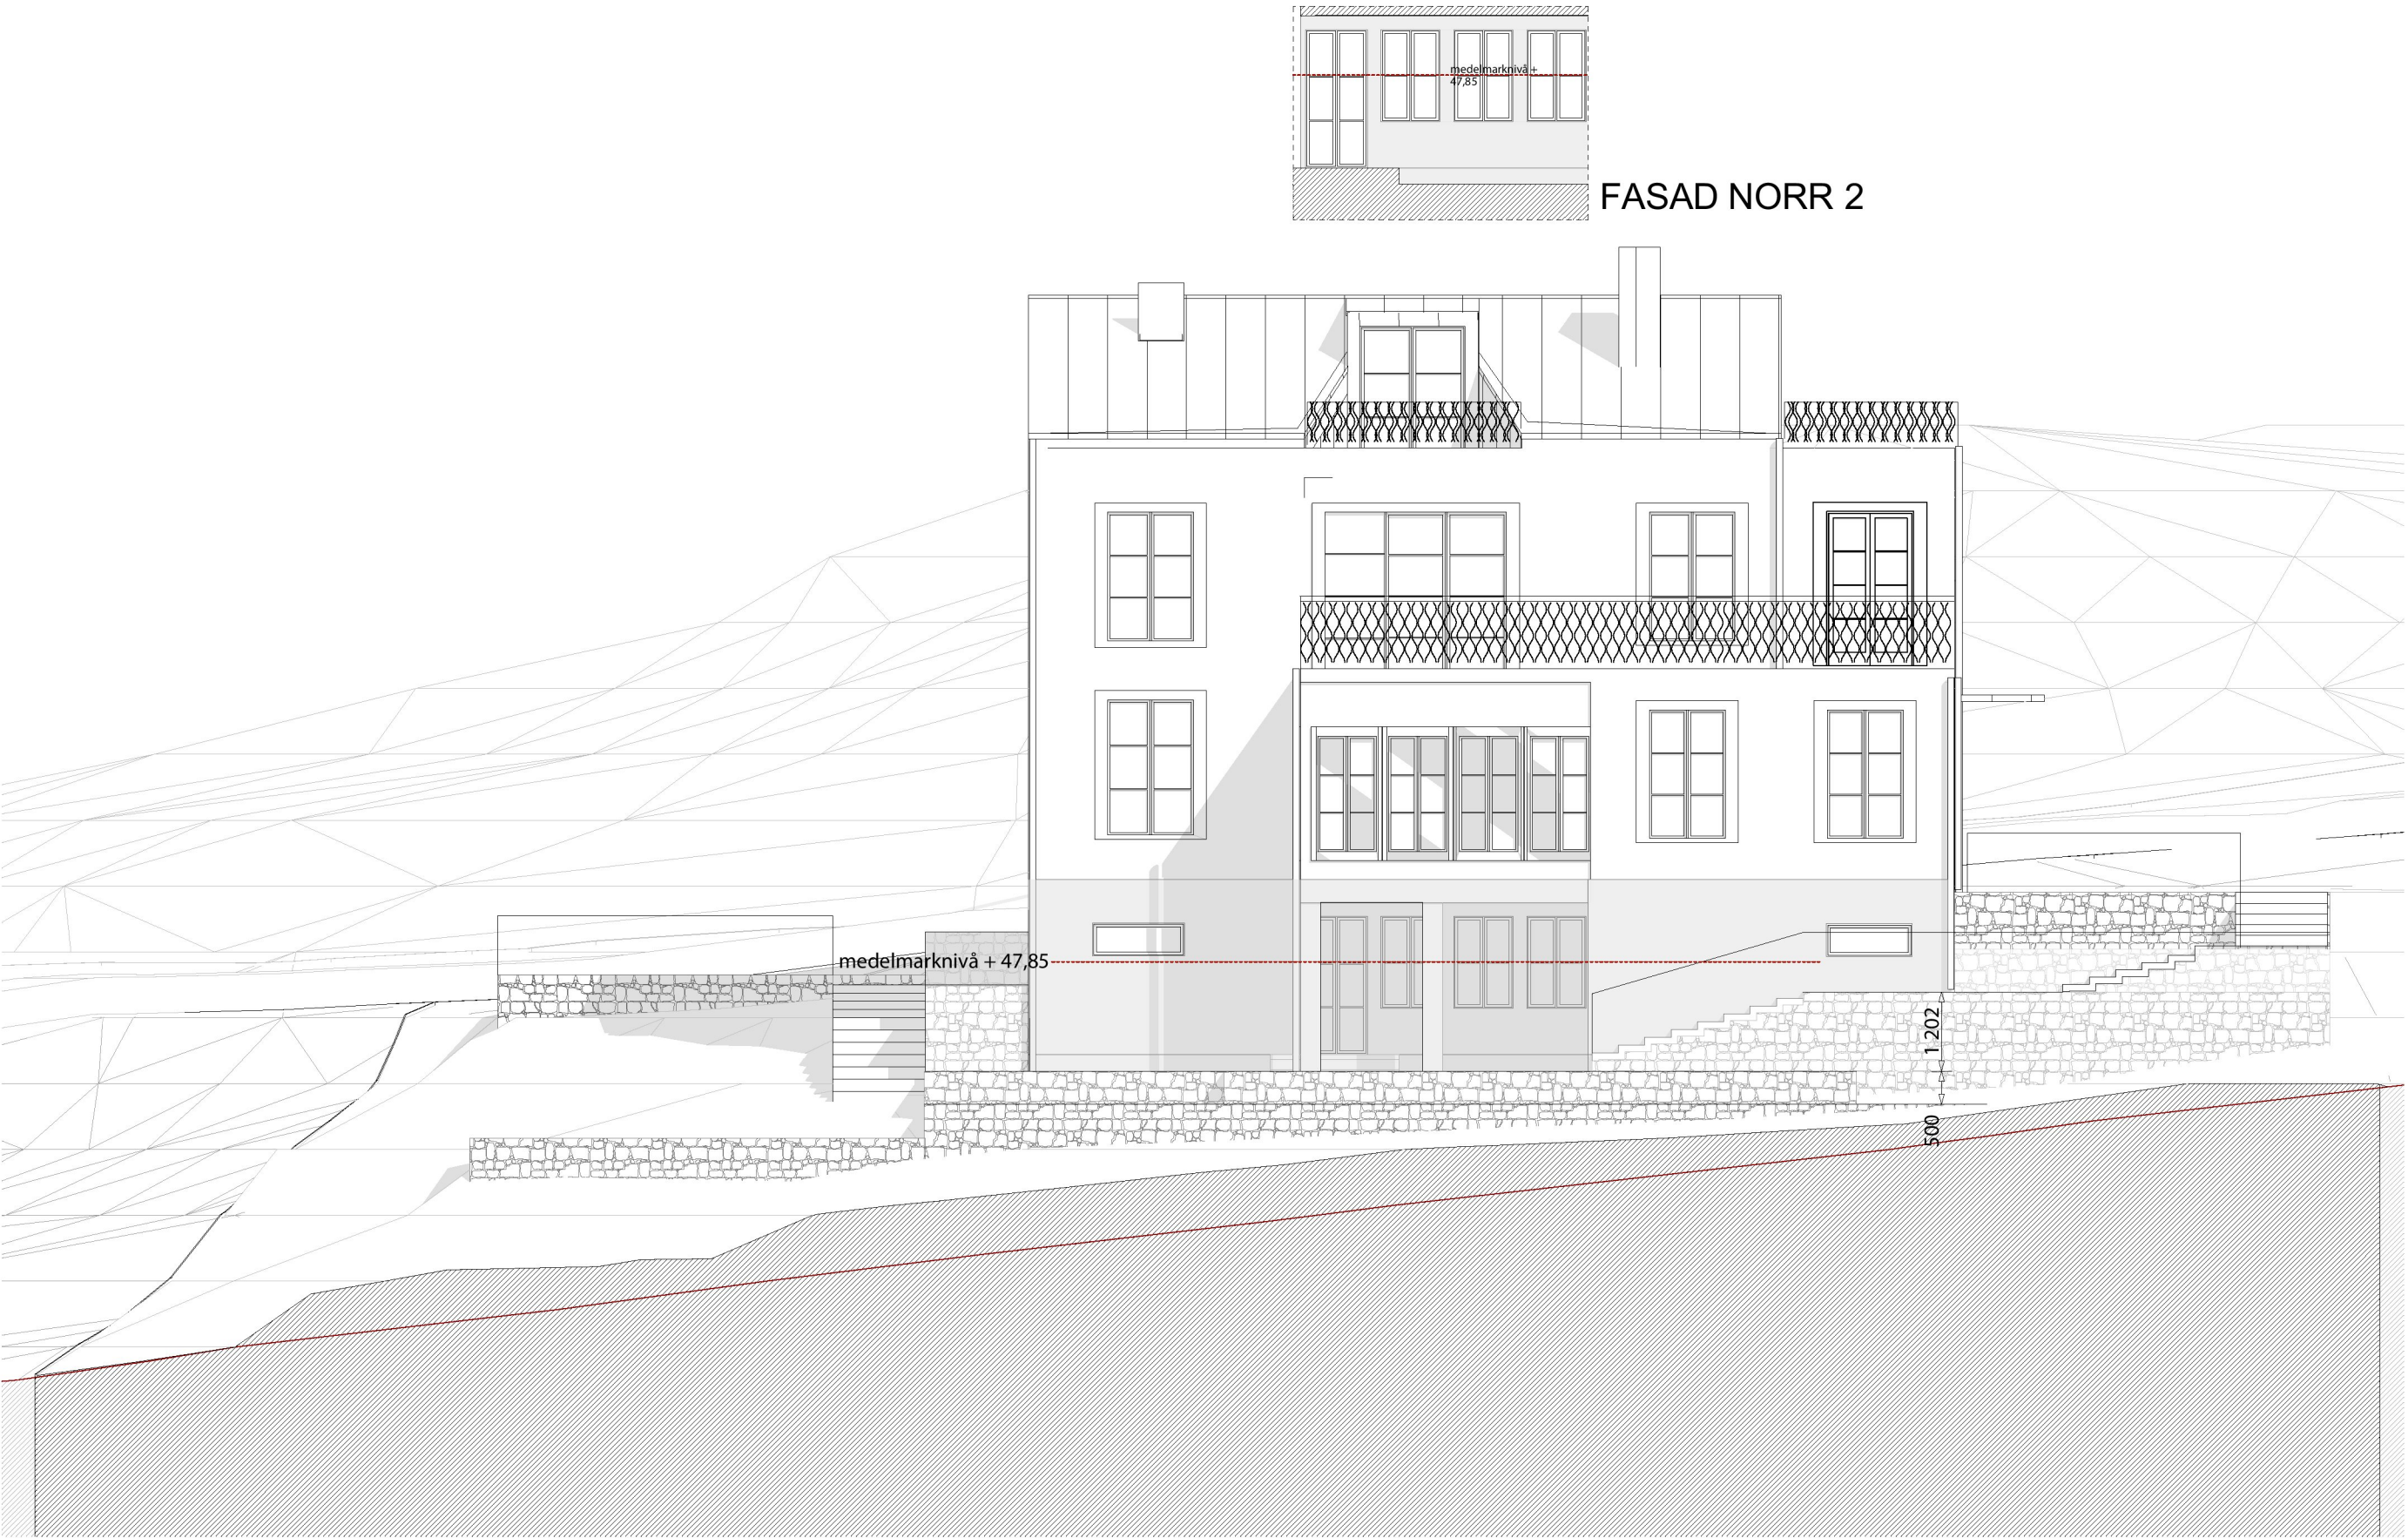 medelmarknivå +
47,85
FASAD NORR 2
medelmarknivå + 47,85
1 202
500